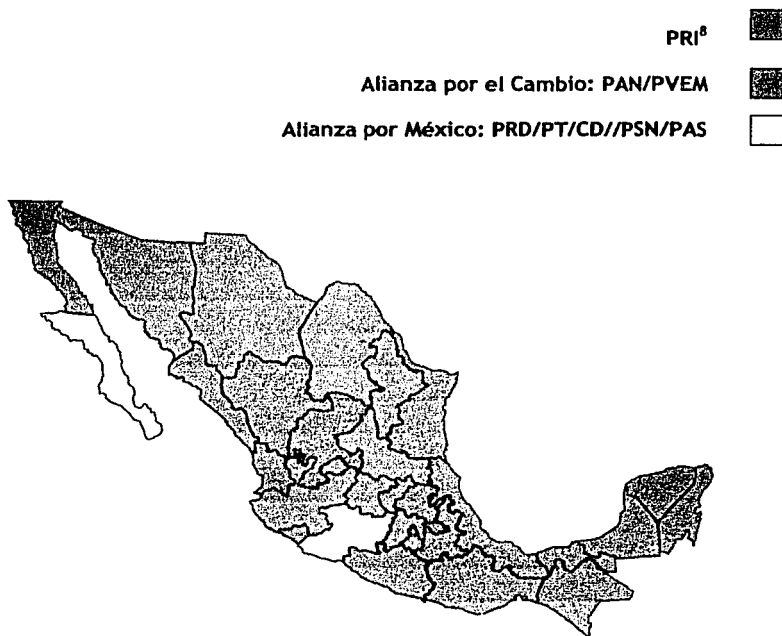 PRI⁸
Alianza por el Cambio: PAN/PVEM
Alianza por México: PRD/PT/CD//PSN/PAS